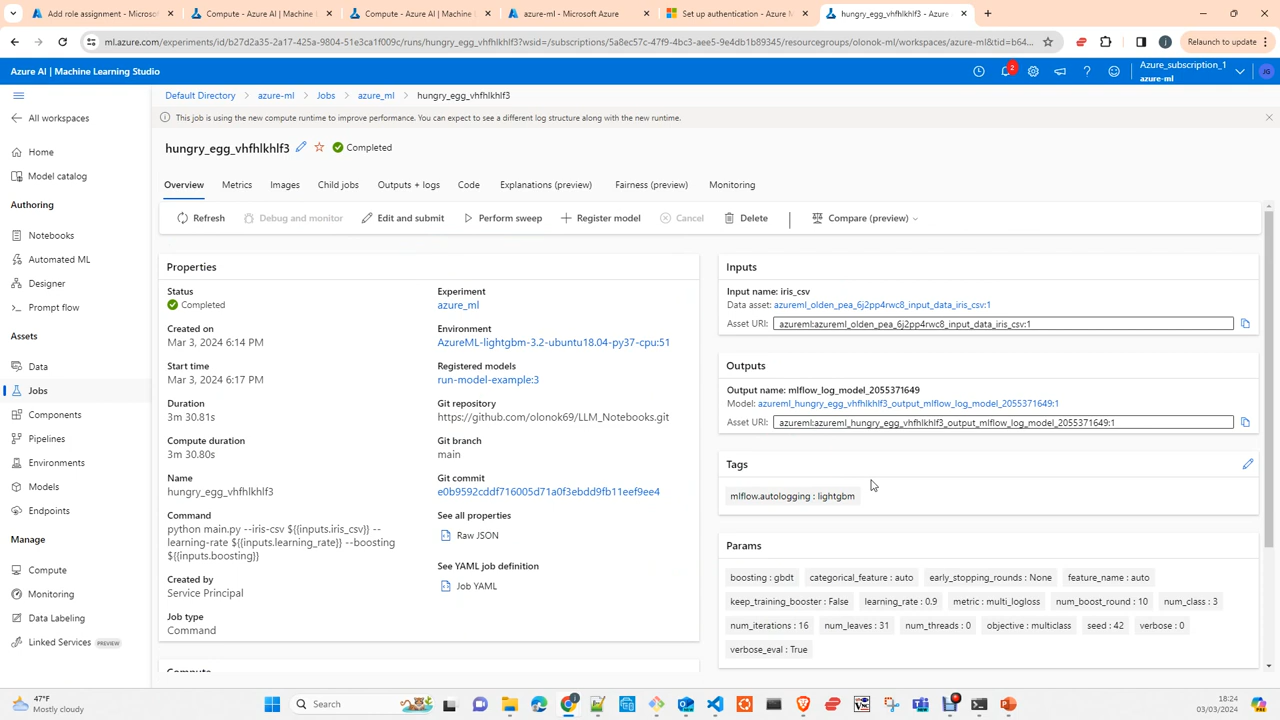 Add role assignment - Microsof
Compute - Azure AI | Machine L
Compute - Azure AI | Machine L
azure-ml - Microsoft Azure
Set up authentication - Azure M
hungry_egg_vhfhlkhlf3 - Azure
ml.azure.com/experiments/id/b27d2a35-2a17-425a-9804-51e3ca1f009c/runs/hungry_egg_vhfhlkhlf3?wsid=/subscriptions/5a8ec57c-47f9-4bc3-aee5-9e4db1b89345/resourcegroups/olonok-ml/workspaces/azure-ml&tid=b64...
Relaunch to update
Azure AI | Machine Learning Studio
2
Azure_subscription_1
azure-ml
JG
All workspaces
Home
Model catalog
Authoring
Notebooks
Automated ML
Designer
Prompt flow
Assets
Data
Jobs
Components
Pipelines
Environments
Models
Endpoints
Manage
Compute
Monitoring
Data Labeling
Linked Services PREVIEW
Default Directory > azure-ml > Jobs > azure_ml > hungry_egg_vhfhlkhlf3
This job is using the new compute runtime to improve performance. You can expect to see a different log structure along with the new runtime.
hungry_egg_vhfhlkhlf3 Completed
Overview Metrics Images Child jobs Outputs + logs Code Explanations (preview) Fairness (preview) Monitoring
Refresh Debug and monitor Edit and submit Perform sweep Register model Cancel Delete Compare (preview)
Properties
Status
Completed
Created on
Mar 3, 2024 6:14 PM
Start time
Mar 3, 2024 6:17 PM
Duration
3m 30.81s
Compute duration
3m 30.80s
Name
hungry_egg_vhfhlkhlf3
Command
python main.py --iris-csv ${{inputs.iris_csv}} --
learning-rate ${{inputs.learning_rate}} --boosting
${{inputs.boosting}}
Created by
Service Principal
Job type
Command
Experiment
azure_ml
Environment
AzureML-lightgbm-3.2-ubuntu18.04-py37-cpu:51
Registered models
run-model-example:3
Git repository
https://github.com/olonok69/LLM_Notebooks.git
Git branch
main
Git commit
e0b9592cddf716005d71a0f3ebdd9fb11eef9ee4
See all properties
Raw JSON
See YAML job definition
Job YAML
Compute
Inputs
Input name: iris_csv
Data asset: azureml_olden_pea_6j2pp4rwc8_input_data_iris_csv:1
Asset URI: azureml:azureml_olden_pea_6j2pp4rwc8_input_data_iris_csv:1
Outputs
Output name: mlflow_log_model_2055371649
Model: azureml_hungry_egg_vhfhlkhlf3_output_mlflow_log_model_2055371649:1
Asset URI: azureml:azureml_hungry_egg_vhfhlkhlf3_output_mlflow_log_model_2055371649:1
Tags
mlflow.autologging : lightgbm
Params
boosting : gbdt categorical_feature : auto early_stopping_rounds : None feature_name : auto
keep_training_booster : False learning_rate : 0.9 metric : multi_logloss num_boost_round : 10 num_class : 3
num_iterations : 16 num_leaves : 31 num_threads : 0 objective : multiclass seed : 42 verbose : 0
verbose_eval : True
47°F
Mostly cloudy
Search
18:24
03/03/2024